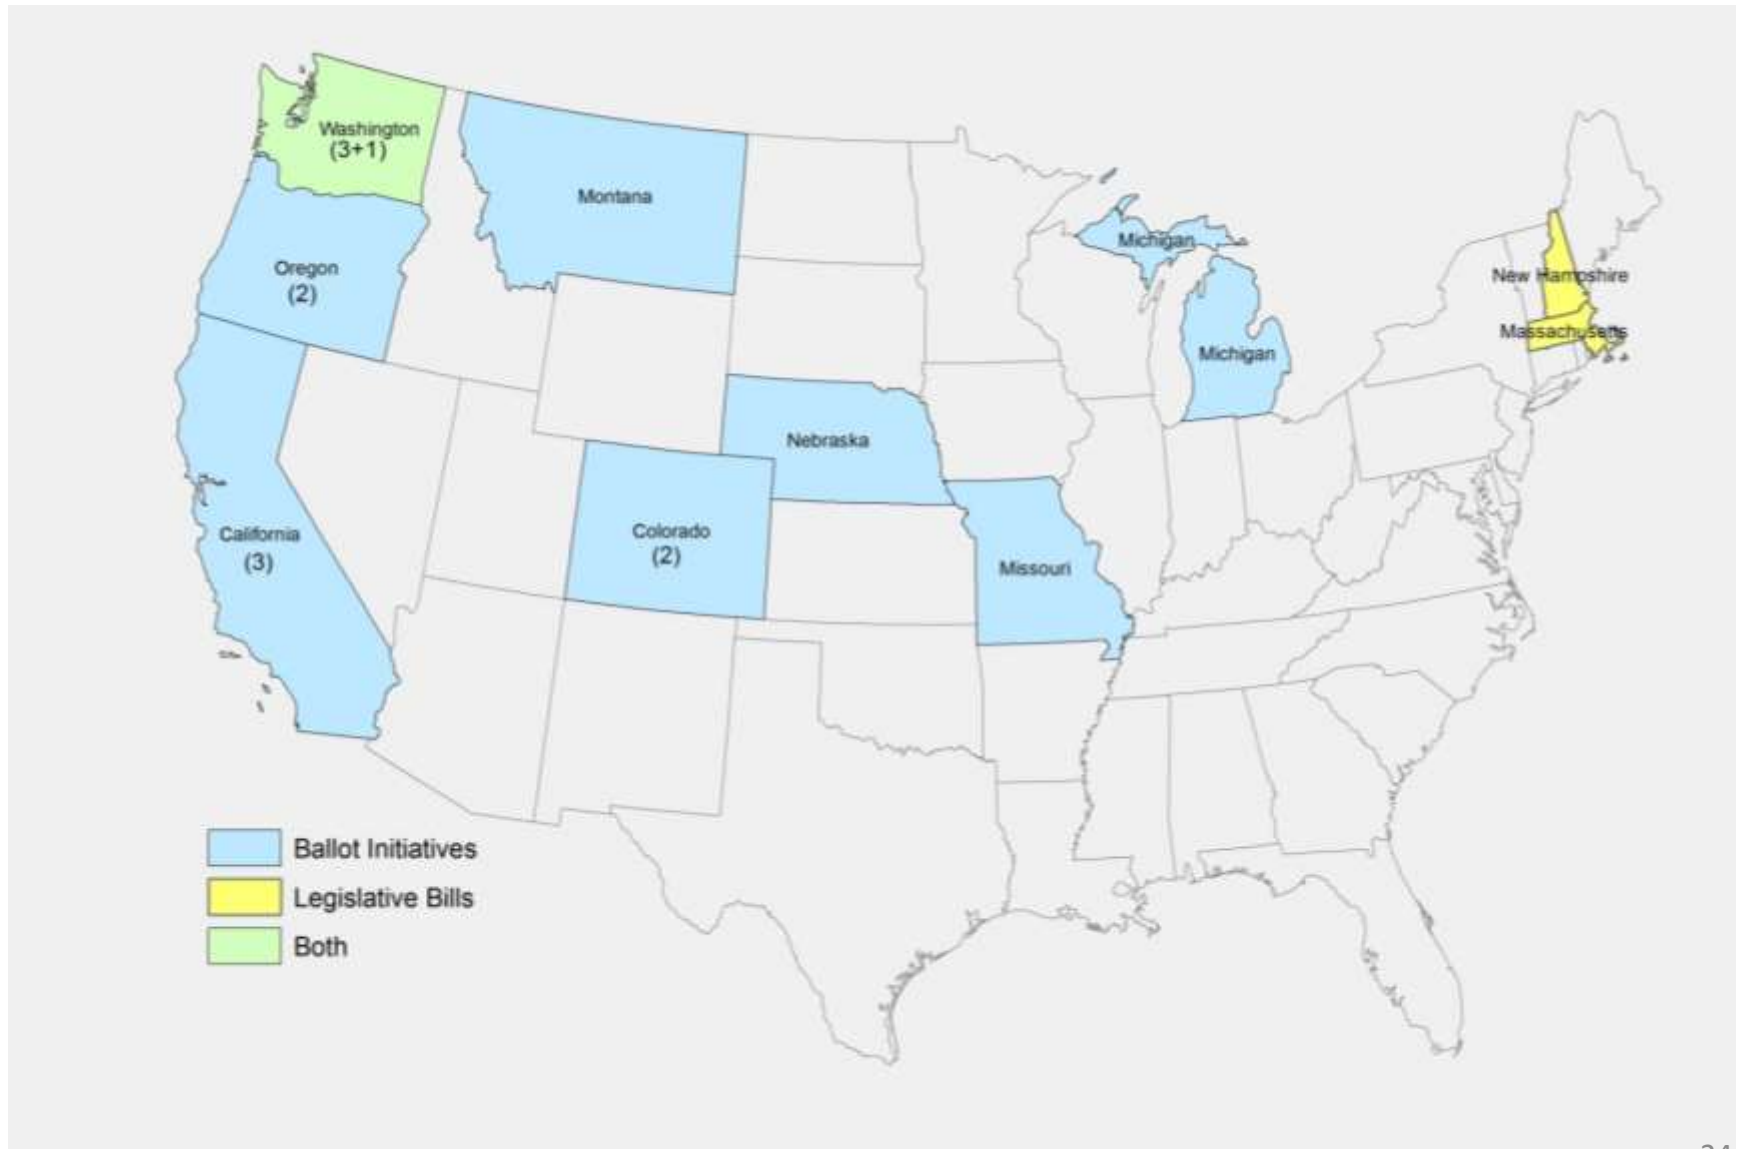 Washington
(3+1)
Montana
Michigan
Oregon
(2)
New Hampshire
Massachusetts
Michigan
Nebraska
Colorado
(2)
California
(3)
Missouri
Ballot Initiatives
Legislative Bills
Both